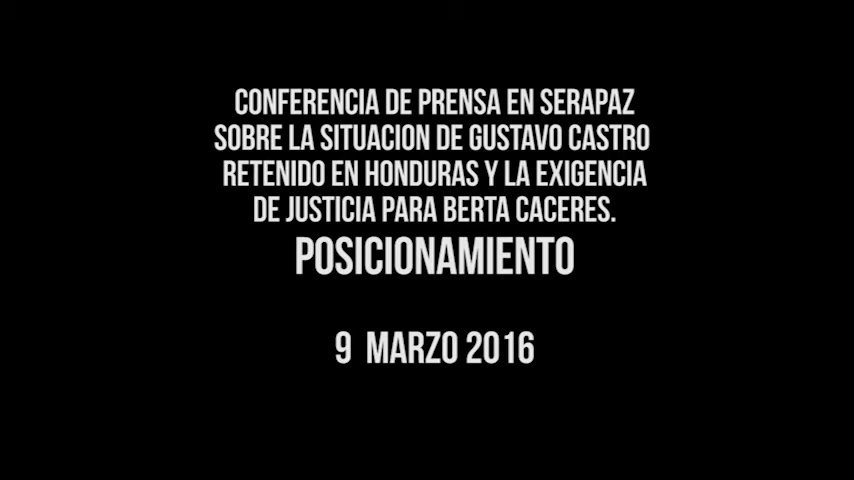 CONFERENCIA DE PRENSA EN SERAPAZ
SOBRE LA SITUACION DE GUSTAVO CASTRO
RETENIDO EN HONDURAS Y LA EXIGENCIA
DE JUSTICIA PARA BERTA CACERES.
POSICIONAMIENTO
9 MARZO 2016